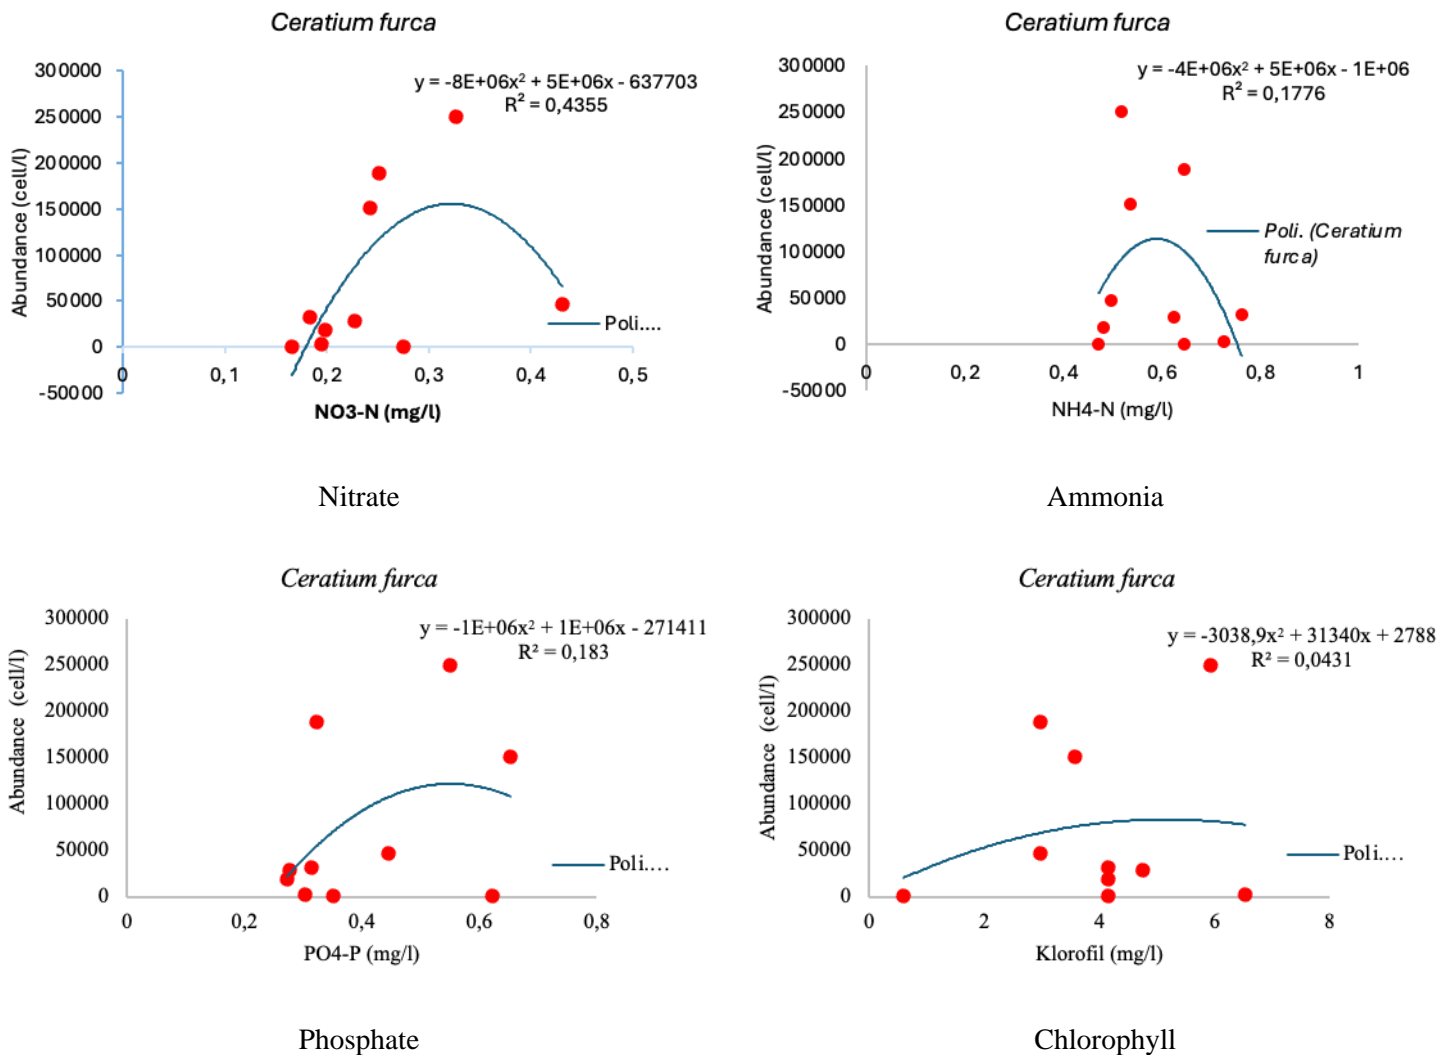 Ceratium furca
y = -8E+06x² + 5E+06x - 637703
R² = 0,4355
Abundance (cell/l)
300000
250000
200000
150000
100000
50000
0
-50000
0 0,1 0,2 0,3 0,4 0,5
NO3-N (mg/l)
Poli....
Nitrate
Ceratium furca
y = -4E+06x² + 5E+06x - 1E+06
R² = 0,1776
Abundance (cell/l)
300000
250000
200000
150000
100000
50000
0
-50000
0 0,2 0,4 0,6 0,8 1
NH4-N (mg/l)
Poli. (Ceratium
furca)
Ammonia
Ceratium furca
y = -1E+06x² + 1E+06x - 271411
R² = 0,183
Abundance (cell/l)
300000
250000
200000
150000
100000
50000
0
0 0,2 0,4 0,6 0,8
PO4-P (mg/l)
Poli....
Phosphate
Ceratium furca
y = -3038,9x² + 31340x + 2788
R² = 0,0431
Abundance (cell/l)
300000
250000
200000
150000
100000
50000
0
0 2 4 6 8
Klorofil (mg/l)
Poli....
Chlorophyll